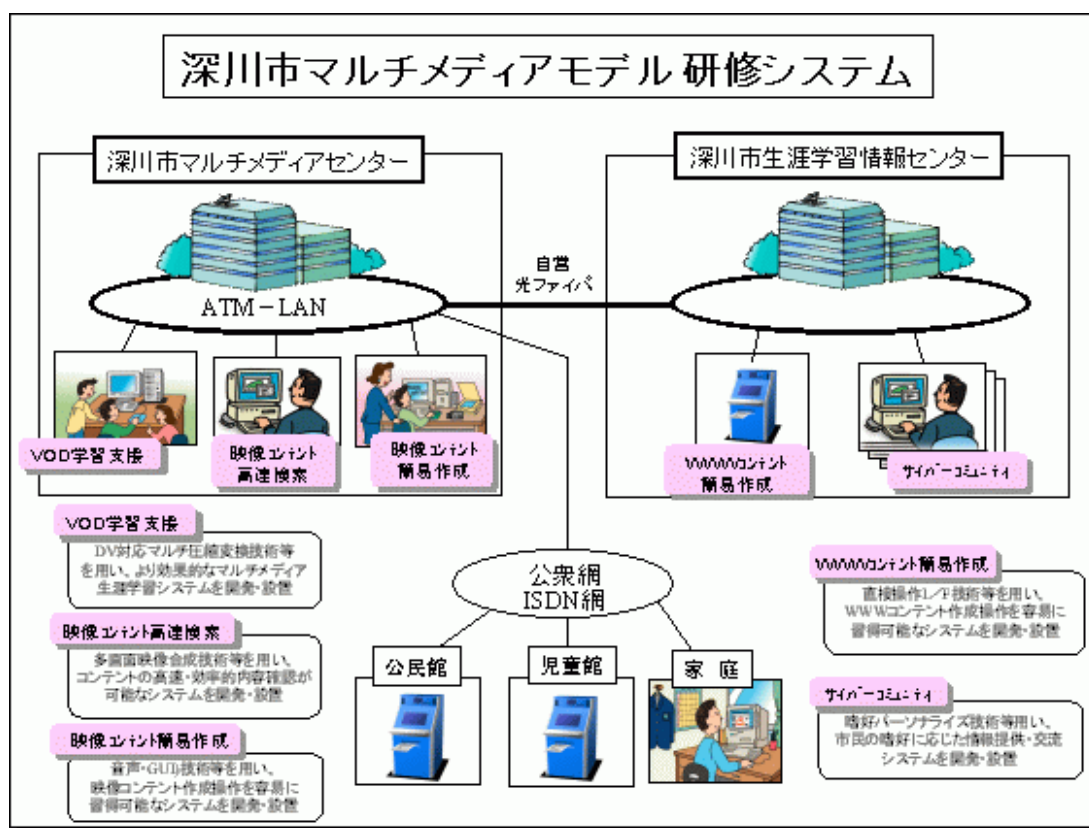 深川市マルチメディアモデル 研修システム
深川市マルチメディアセンター
深川市生涯学習情報センター
自営
光ファイバ
ATM－LAN
VOD学習支援
映像コンテント
高速検索
映像コンテント
簡易作成
WWWコンテント
簡易作成
サイバーコミュニティ
VOD学習支援
DV対応マルチ圧縮変換技術等
を用い、より効果的なマルチメディア
生涯学習システムを開発・設置
映像コンテント高速検索
多画面映像合成技術等を用い、
コンテントの高速・効率的内容確認が
可能なシステムを開発・設置
映像コンテント簡易作成
音声・GUI技術等を用い、
映像コンテント作成操作を容易に
習得可能なシステムを開発・設置
公衆網
ISDN網
公民館
児童館
家 庭
WWWコンテント簡易作成
直接操作I／F技術等を用い、
WWWコンテント作成操作を容易に
習得可能なシステムを開発・設置
サイバーコミュニティ
嗜好パーソナライズ技術等用い、
市民の嗜好に応じた情報提供・交流
システムを開発・設置